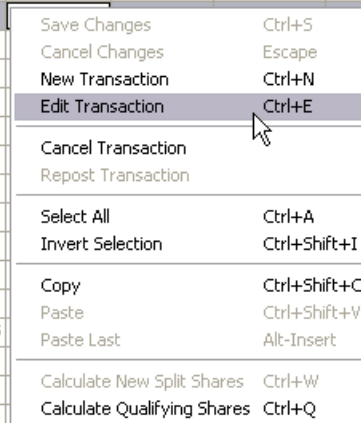 Save Changes Ctrl+S
Cancel Changes Escape
New Transaction Ctrl+N
Edit Transaction Ctrl+E
Cancel Transaction
Repost Transaction
Select All Ctrl+A
Invert Selection Ctrl+Shift+I
Copy Ctrl+Shift+C
Paste Ctrl+Shift+V
Paste Last Alt-Insert
Calculate New Split Shares Ctrl+W
Calculate Qualifying Shares Ctrl+Q